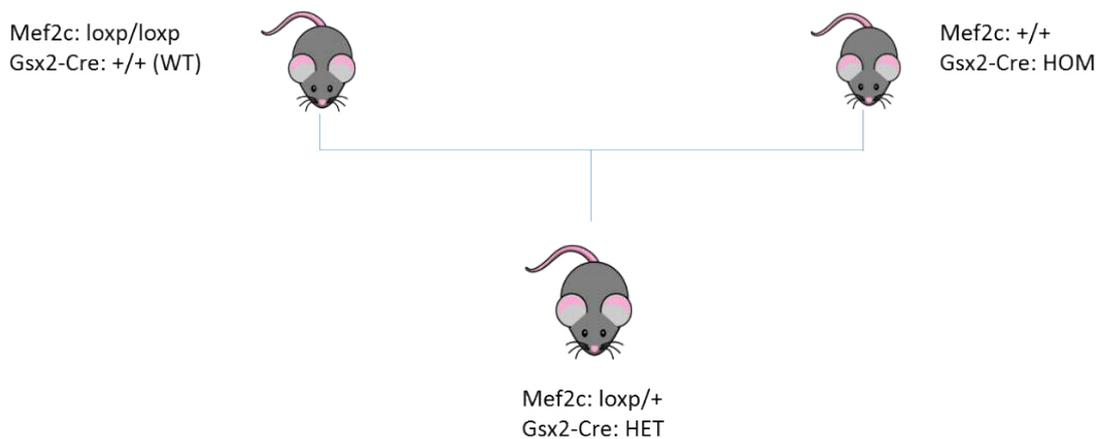 Mef2c: loxp/loxp
Gsx2-Cre: +/+ (WT)
Mef2c: +/+
Gsx2-Cre: HOM
Mef2c: loxp/+
Gsx2-Cre: HET